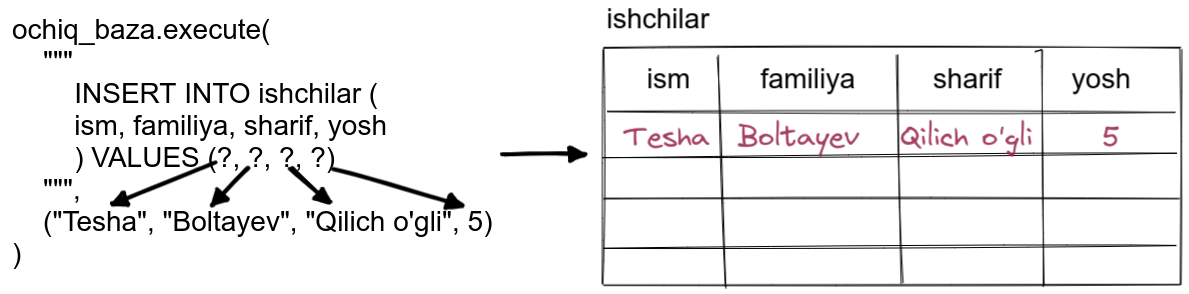 ochiq_baza.execute(
"""
INSERT INTO ishchilar (
ism, familiya, sharif, yosh
) VALUES (?, ?, ?, ?)
""",
("Tesha", "Boltayev", "Qilich o'gli", 5)
)
ishchilar
ism familiya sharif yosh
Tesha Boltayev Qilich o'gli 5